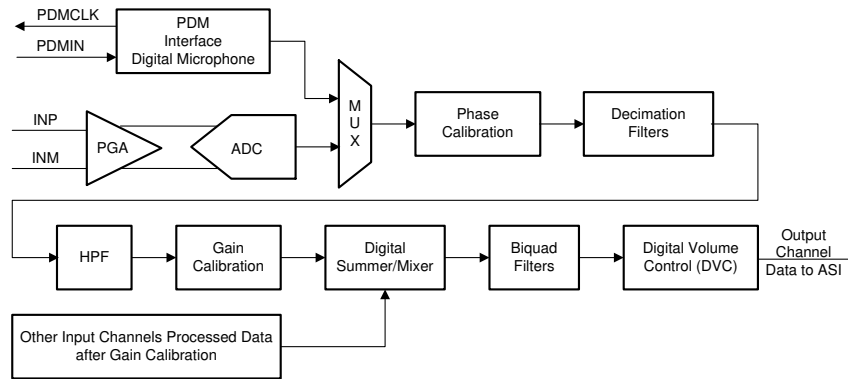 PDMCLK
PDMIN
PDM
Interface
Digital Microphone
INP
INM
PGA
ADC
M
U
X
Phase
Calibration
Decimation
Filters
HPF
Gain
Calibration
Digital
Summer/Mixer
Biquad
Filters
Digital Volume
Control (DVC)
Output
Channel
Data to ASI
Other Input Channels Processed Data
after Gain Calibration